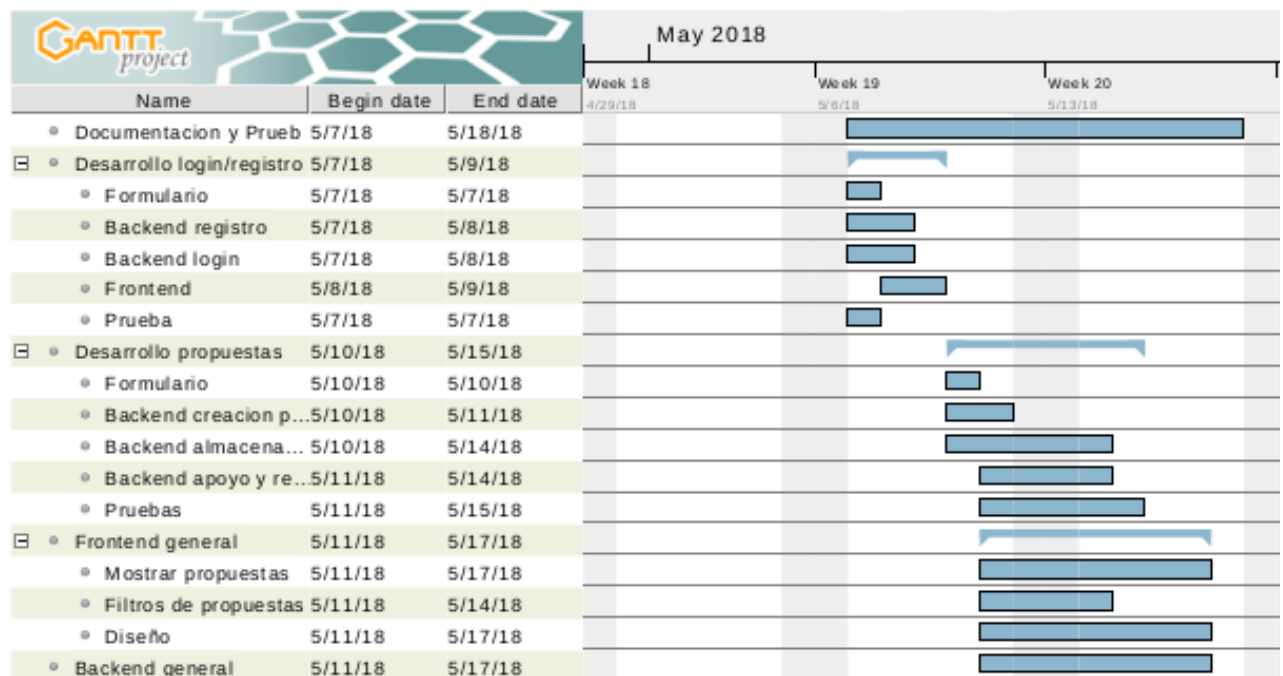 GANTT
project
May 2018
Week 18 Week 19 Week 20
4/29/18 5/6/18 5/13/18
Name Begin date End date
Documentacion y Prueb 5/7/18 5/18/18
Desarrollo login/registro 5/7/18 5/9/18
Formulario 5/7/18 5/7/18
Backend registro 5/7/18 5/8/18
Backend login 5/7/18 5/8/18
Frontend 5/8/18 5/9/18
Prueba 5/7/18 5/7/18
Desarrollo propuestas 5/10/18 5/15/18
Formulario 5/10/18 5/10/18
Backend creacion p... 5/10/18 5/11/18
Backend almacena... 5/10/18 5/14/18
Backend apoyo y re... 5/11/18 5/14/18
Pruebas 5/11/18 5/15/18
Frontend general 5/11/18 5/17/18
Mostrar propuestas 5/11/18 5/17/18
Filtros de propuestas 5/11/18 5/14/18
Diseño 5/11/18 5/17/18
Backend general 5/11/18 5/17/18